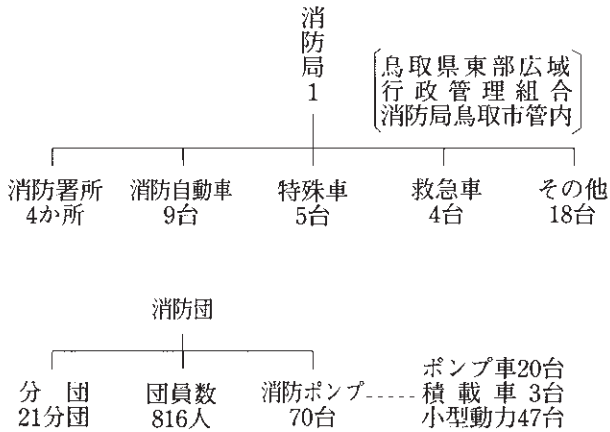 消防局
1
鳥取県東部広域
行政管理組合
消防局鳥取市管内
消防署所 消防自動車 特殊車 救急車 その他
4か所 9台 5台 4台 18台
消防団
分団 団員数 消防ポンプ
21分団 816人 70台
ポンプ車20台
積載車 3台
小型動力47台